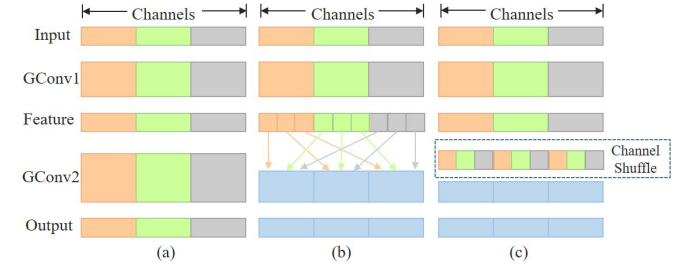 Channels Channels Channels
Input
GConv1
Feature
Channel
Shuffle
GConv2
Output
(a) (b) (c)